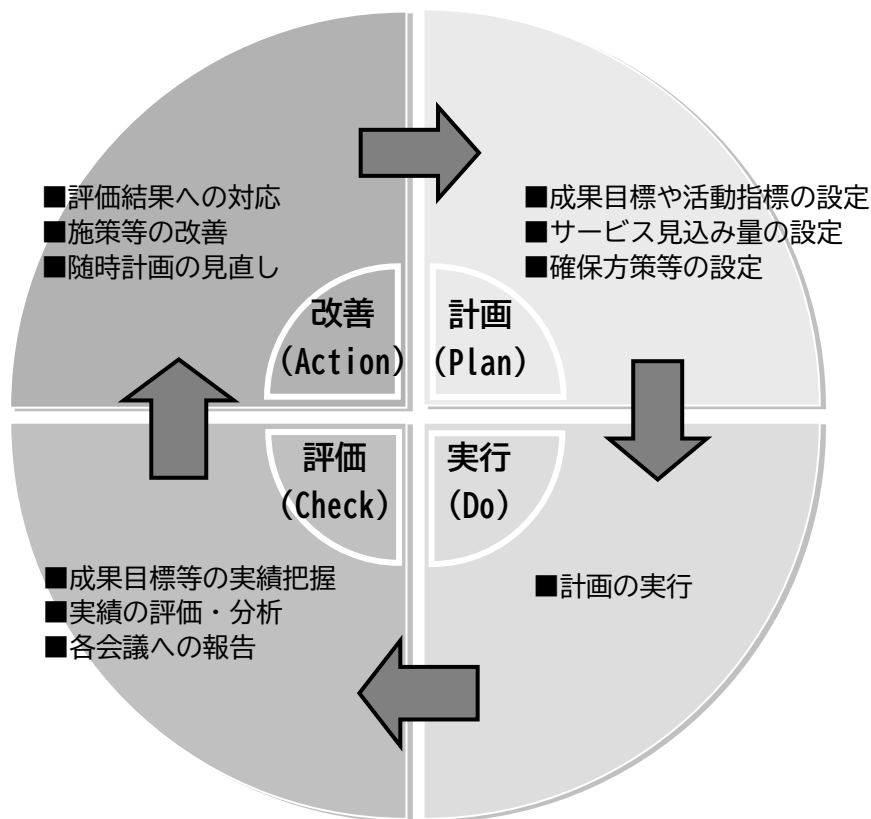 ■評価結果への対応
■施策等の改善
■随時計画の見直し
改善
(Action)
■成果目標や活動指標の設定
■サービス見込み量の設定
■確保方策等の設定
計画
(Plan)
評価
(Check)
■成果目標等の実績把握
■実績の評価・分析
■各会議への報告
実行
(Do)
■計画の実行